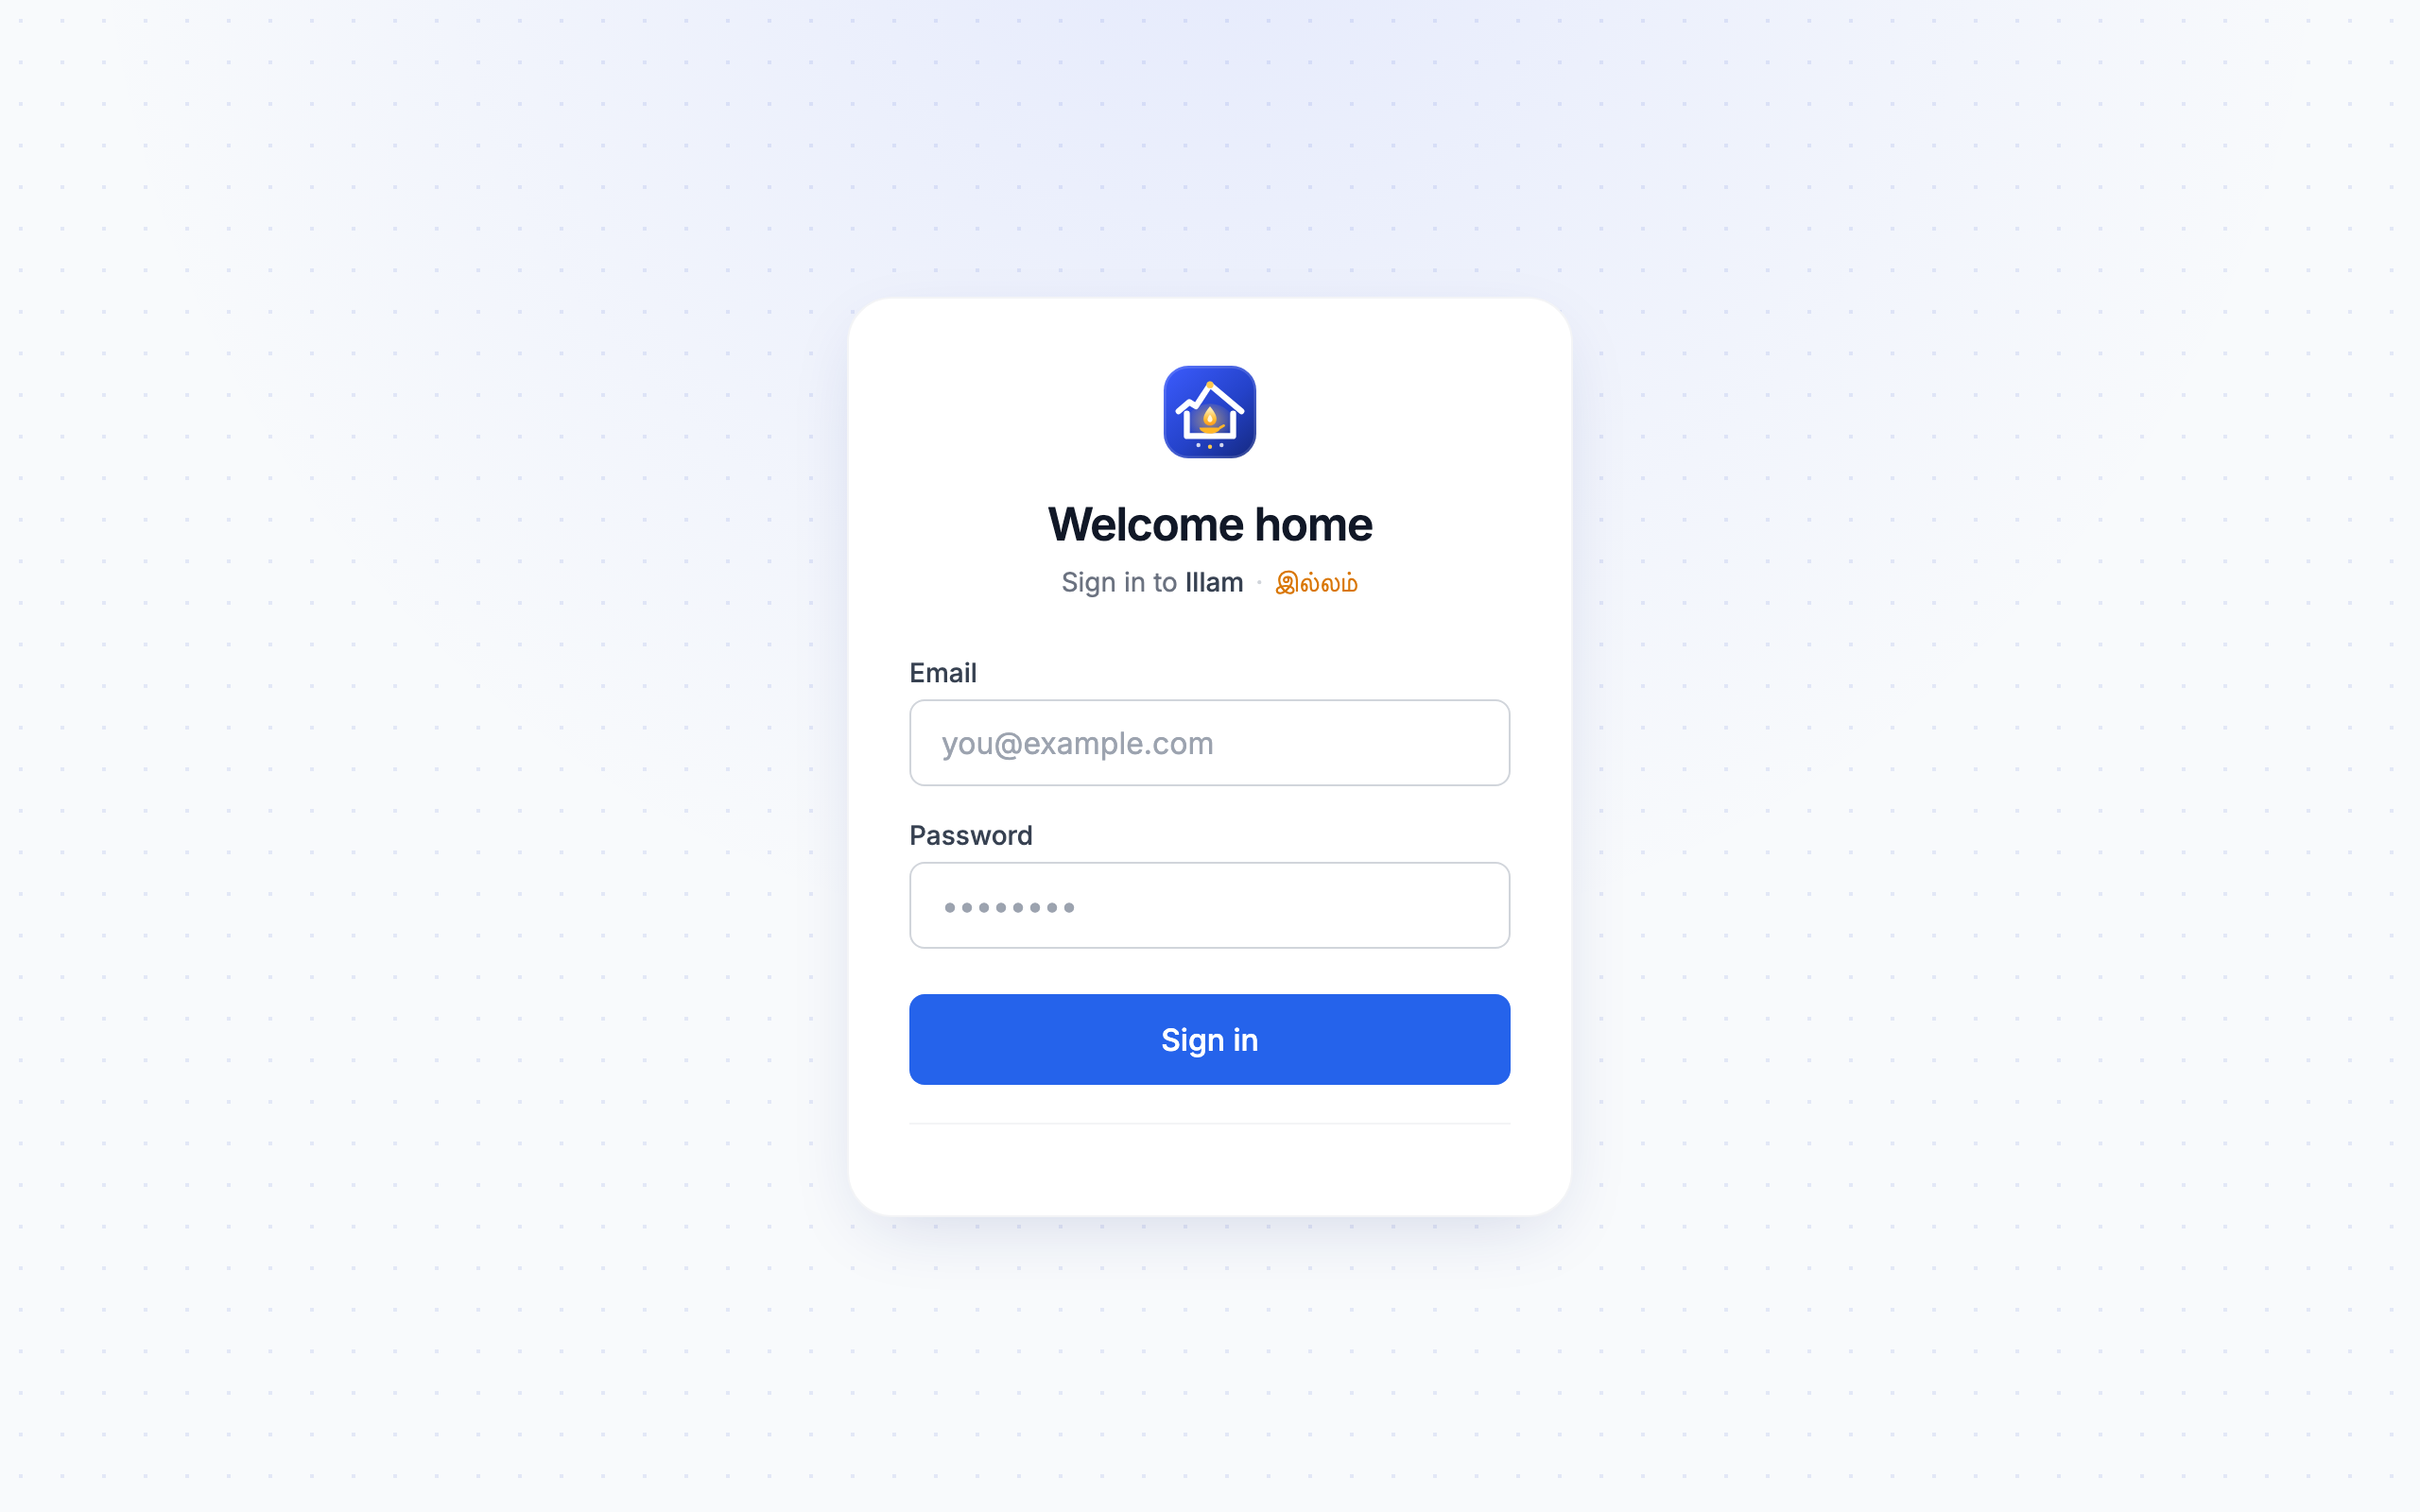 Welcome home
Sign in to Illam · இல்லம்
Email
you@example.com
Password
••••••••
Sign in